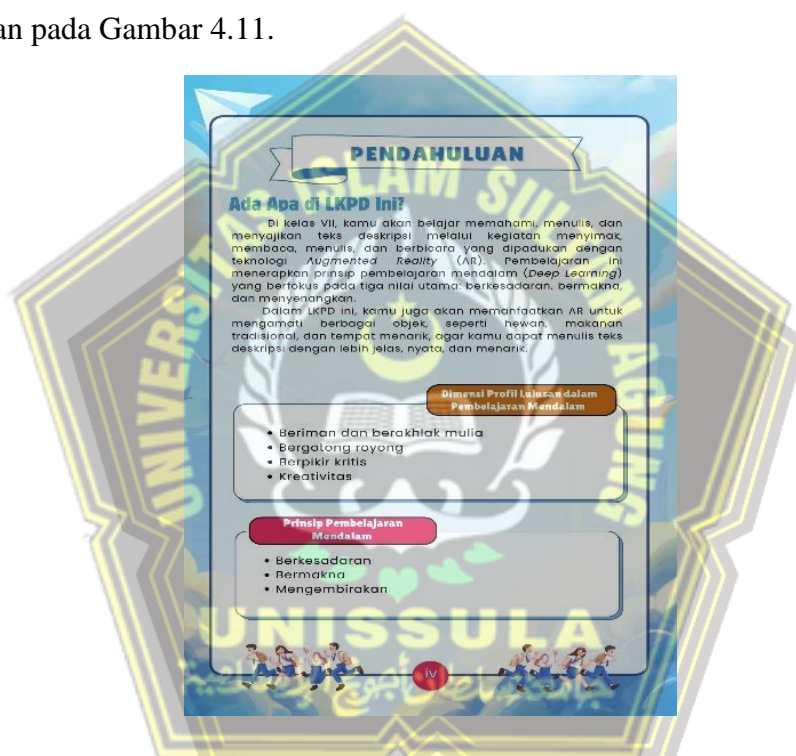 an pada Gambar 4.11.
PENDAHULUAN
Ada Apa di LKPD Ini?
Di kelas VII, kamu akan belajar memahami, menulis, dan
menyajikan teks deskripsi melalui kegiatan menyimak,
membaca, menulis, dan berbicara yang dipadukan dengan
teknologi Augmented Reality (AR). Pembelajaran ini
menerapkan prinsip pembelajaran mendalam (Deep Learning)
yang berfokus pada tiga nilai utama: berkesadaran, bermakna,
dan menyenangkan.
Dalam LKPD ini, kamu juga akan memanfaatkan AR untuk
mengamati berbagai objek, seperti hewan, makanan
tradisional, dan tempat menarik, agar kamu dapat menulis teks
deskripsi dengan lebih jelas, nyata, dan menarik.
Dimensi Profil Lulusan dalam
Pembelajaran Mendalam
• Beriman dan berakhlak mulia
• Bergotong royong
• Berpikir kritis
• Kreativitas
Prinsip Pembelajaran
Mendalam
• Berkesadaran
• Bermakna
• Mengembirakan
iv
UNIVERSITAS ISLAM SULTAN AGUNG
UNISSULA